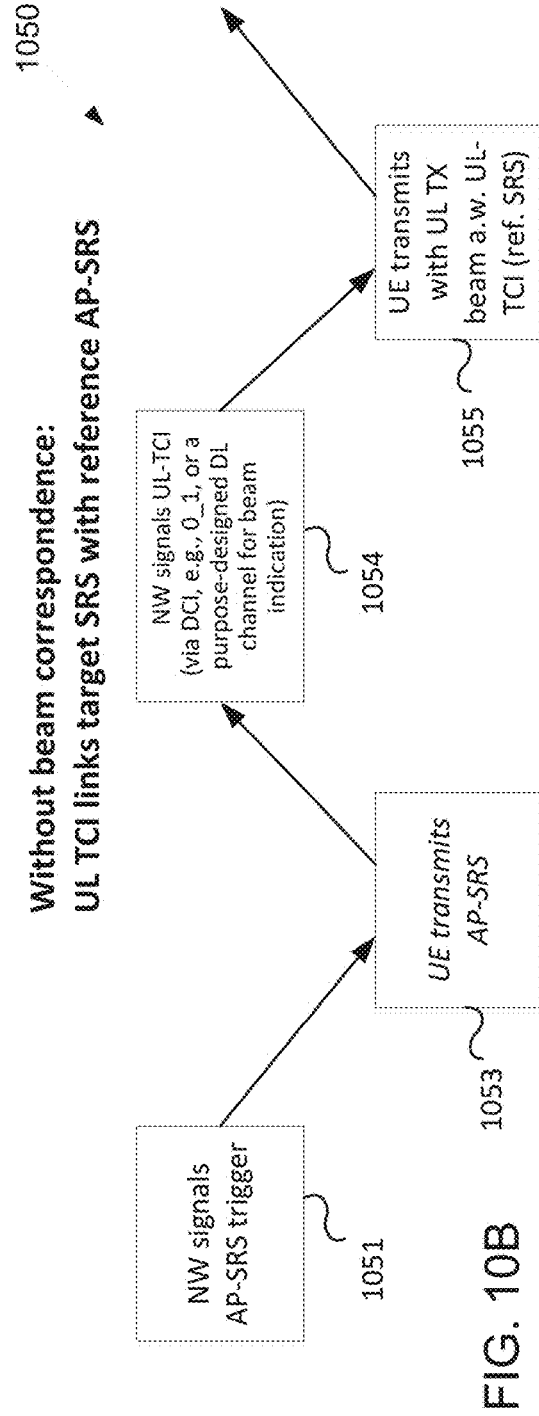 1050
Without beam correspondence:
UL TCI links target SRS with reference AP-SRS
NW signals
AP-SRS trigger
1051
UE transmits
AP-SRS
1053
NW signals UL-TCI
(via DCI, e.g., 0_1, or a
purpose-designed DL
channel for beam
indication)
1054
UE transmits
with UL TX
beam a.w. UL-
TCI (ref. SRS)
1055
FIG. 10B